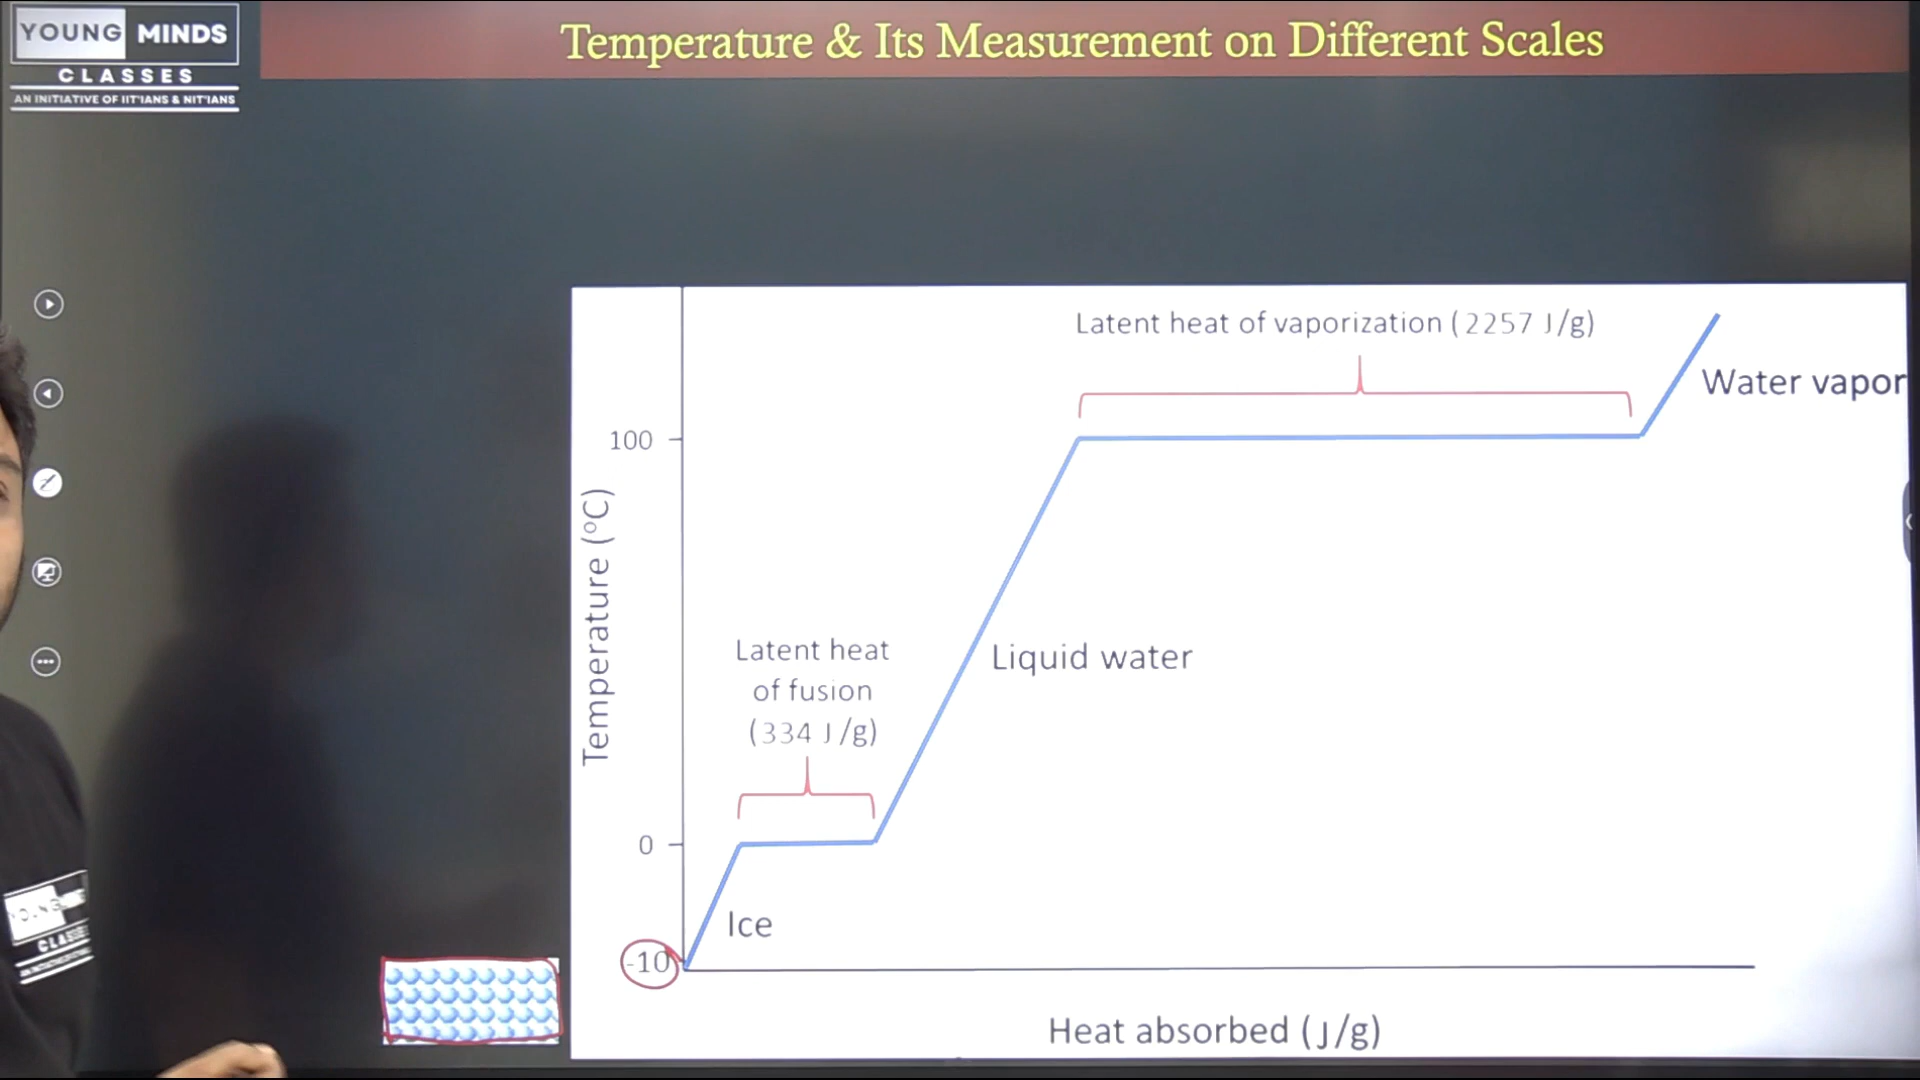 YOUNG MINDS
CLASSES
AN INITIATIVE OF IIT'IANS & NIT'IANS
Temperature & Its Measurement on Different Scales
Latent heat of vaporization (2257 J/g)
Water vapor
100
Temperature (°C)
Latent heat
of fusion
(334 J/g)
Liquid water
0
Ice
-10
Heat absorbed (J/g)